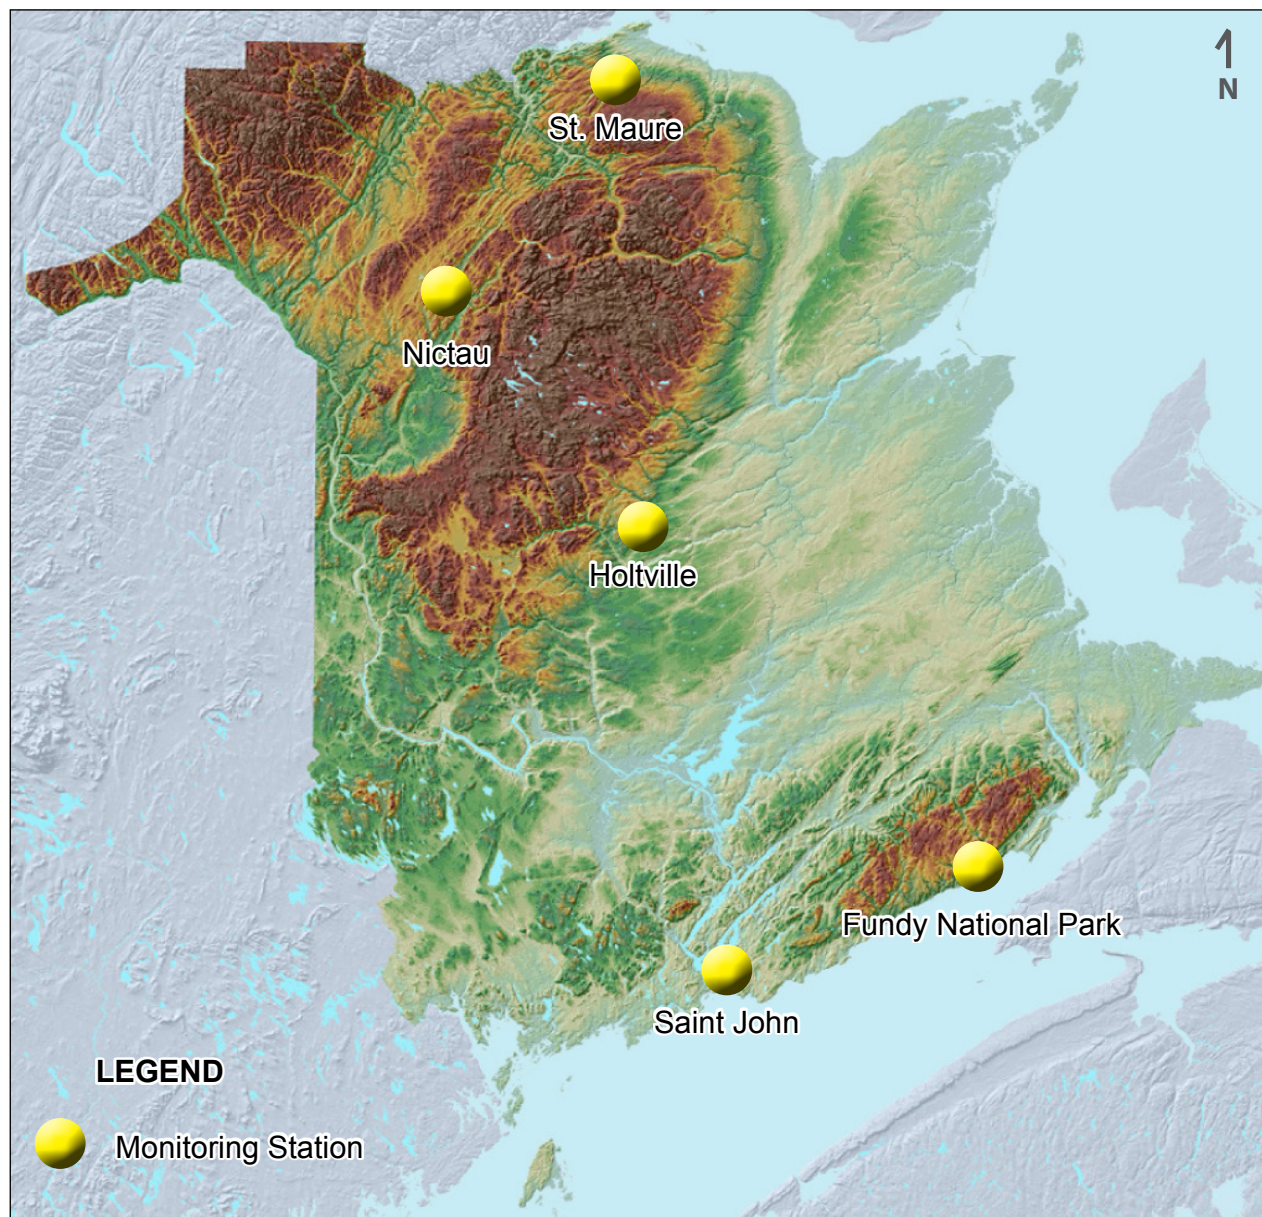 N
St. Maure
Nictau
Holtville
Fundy National Park
Saint John
LEGEND
Monitoring Station